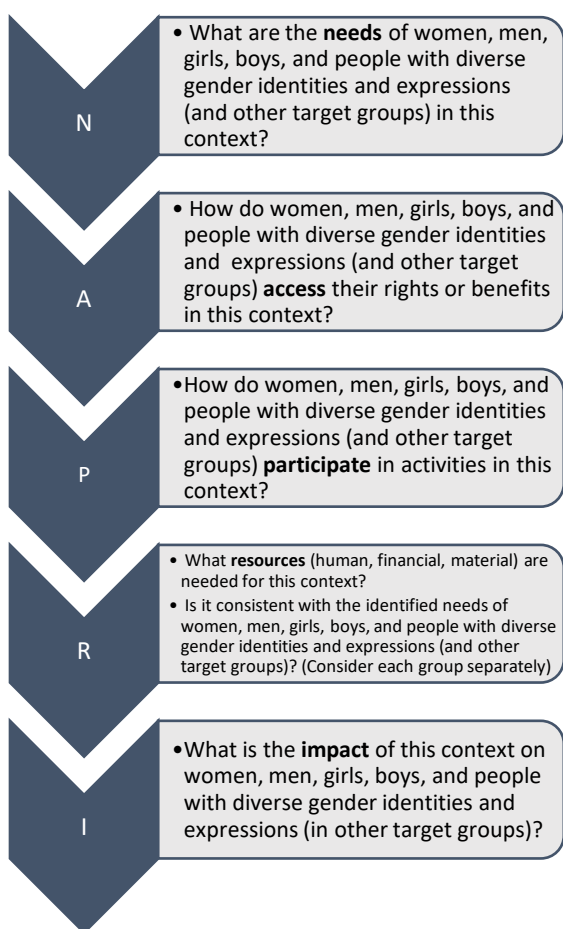 N
• What are the needs of women, men,
girls, boys, and people with diverse
gender identities and expressions
(and other target groups) in this
context?
A
• How do women, men, girls, boys, and
people with diverse gender identities
and expressions (and other target
groups) access their rights or benefits
in this context?
P
•How do women, men, girls, boys, and
people with diverse gender identities
and expressions (and other target
groups) participate in activities in this
context?
R
• What resources (human, financial, material) are
needed for this context?
• Is it consistent with the identified needs of
women, men, girls, boys, and people with diverse
gender identities and expressions (and other
target groups)? (Consider each group separately)
I
•What is the impact of this context on
women, men, girls, boys, and people
with diverse gender identities and
expressions (in other target groups)?